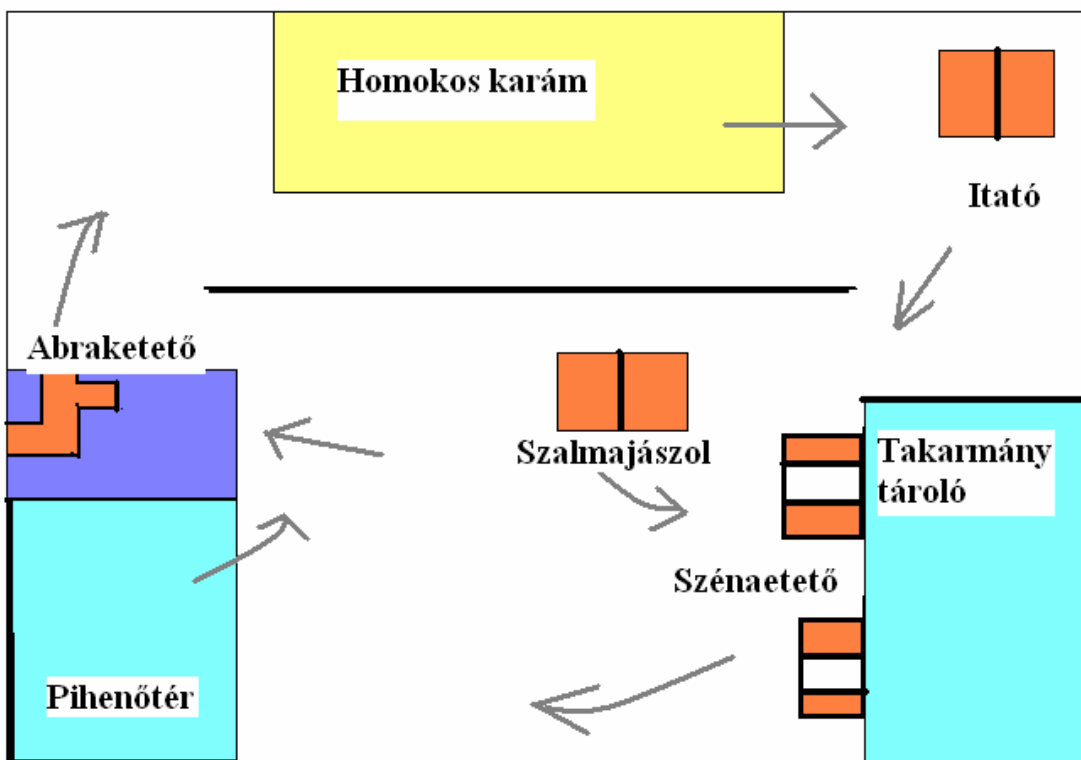 Homokos karám
Itató
Abraketető
Szalmajászol
Takarmány
tároló
Szénaetető
Pihenőtér